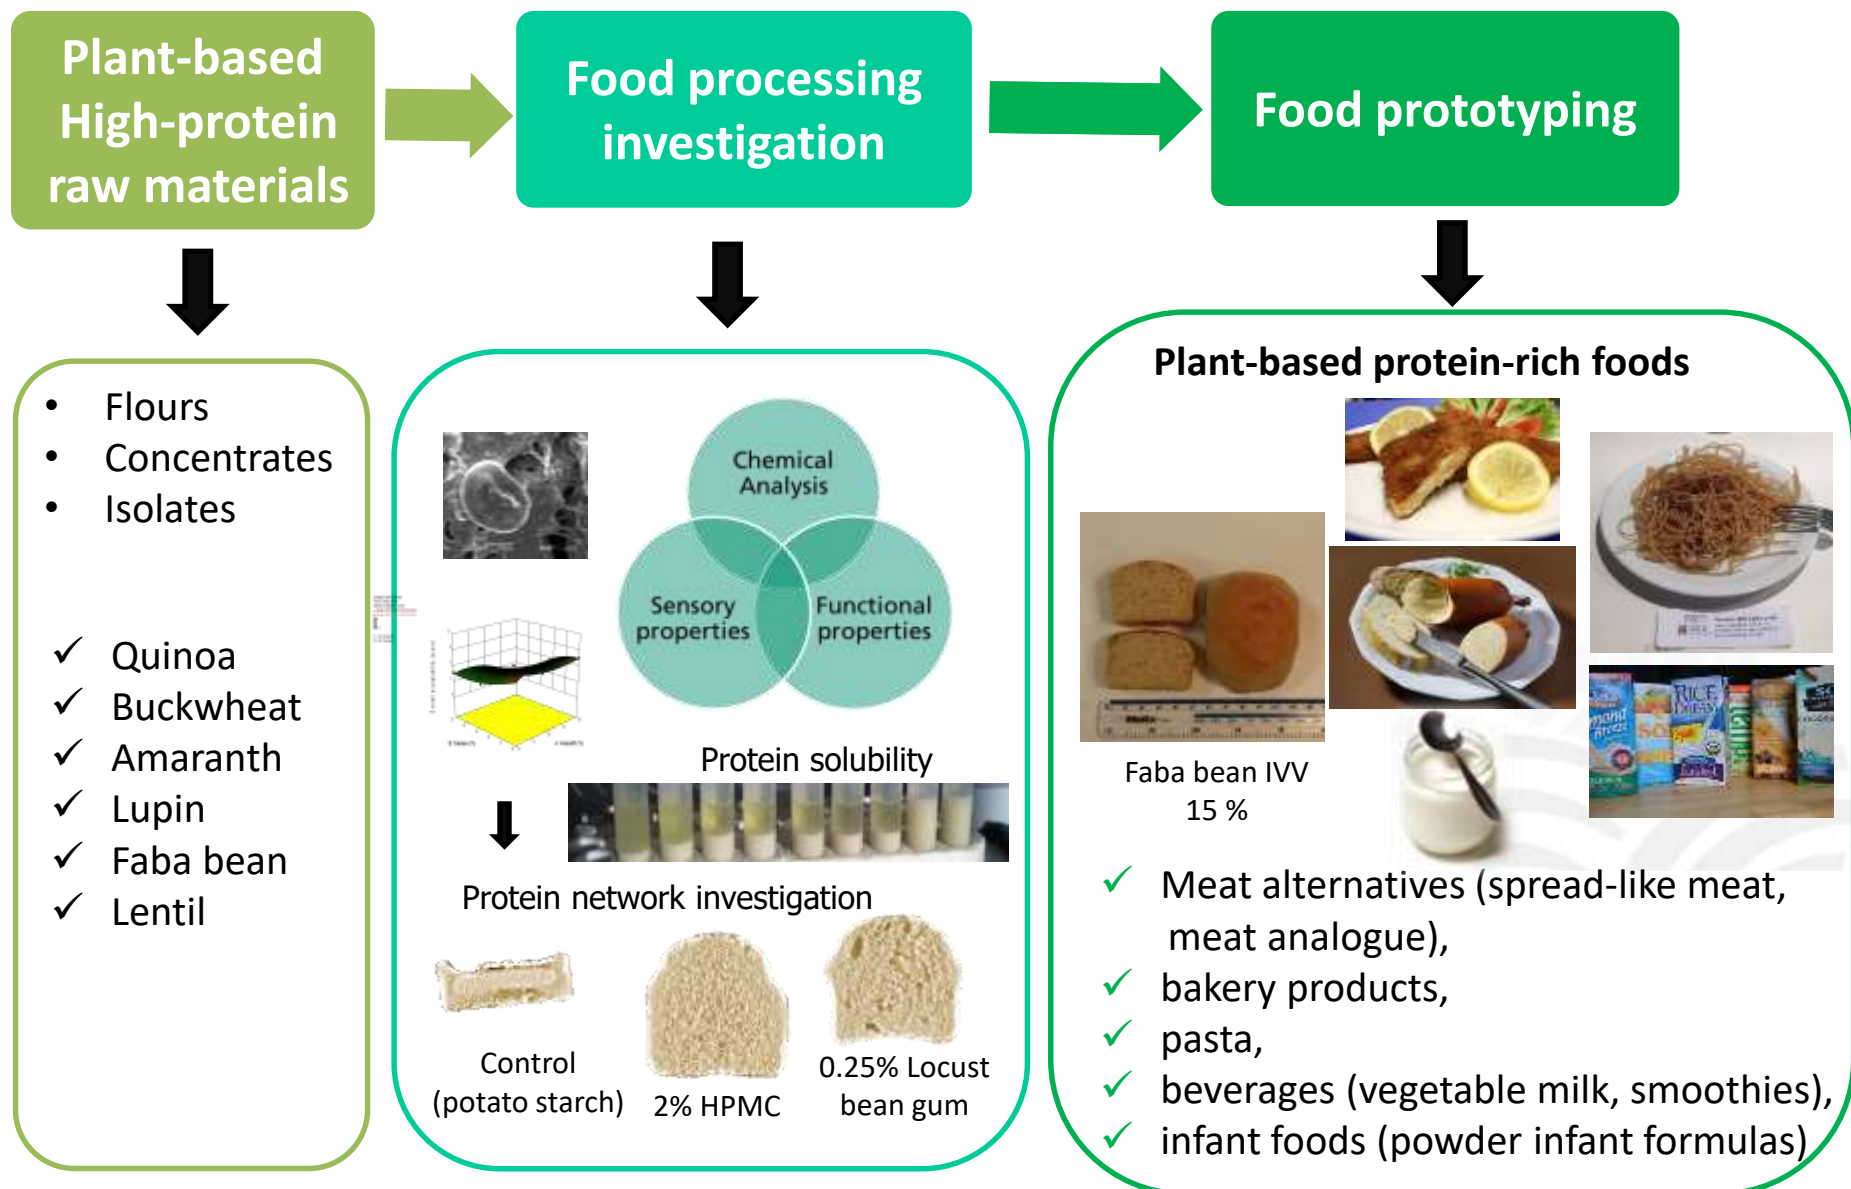 Plant-based
High-protein
raw materials
Food processing
investigation
Food prototyping
• Flours
• Concentrates
• Isolates
✓ Quinoa
✓ Buckwheat
✓ Amaranth
✓ Lupin
✓ Faba bean
✓ Lentil
Chemical
Analysis
Sensory
properties
Functional
properties
Protein solubility
Protein network investigation
Control
(potato starch)
2% HPMC
0.25% Locust
bean gum
Plant-based protein-rich foods
Faba bean IVV
15 %
RICE
DREAM
✓ Meat alternatives (spread-like meat,
meat analogue),
✓ bakery products,
✓ pasta,
✓ beverages (vegetable milk, smoothies),
✓ infant foods (powder infant formulas)